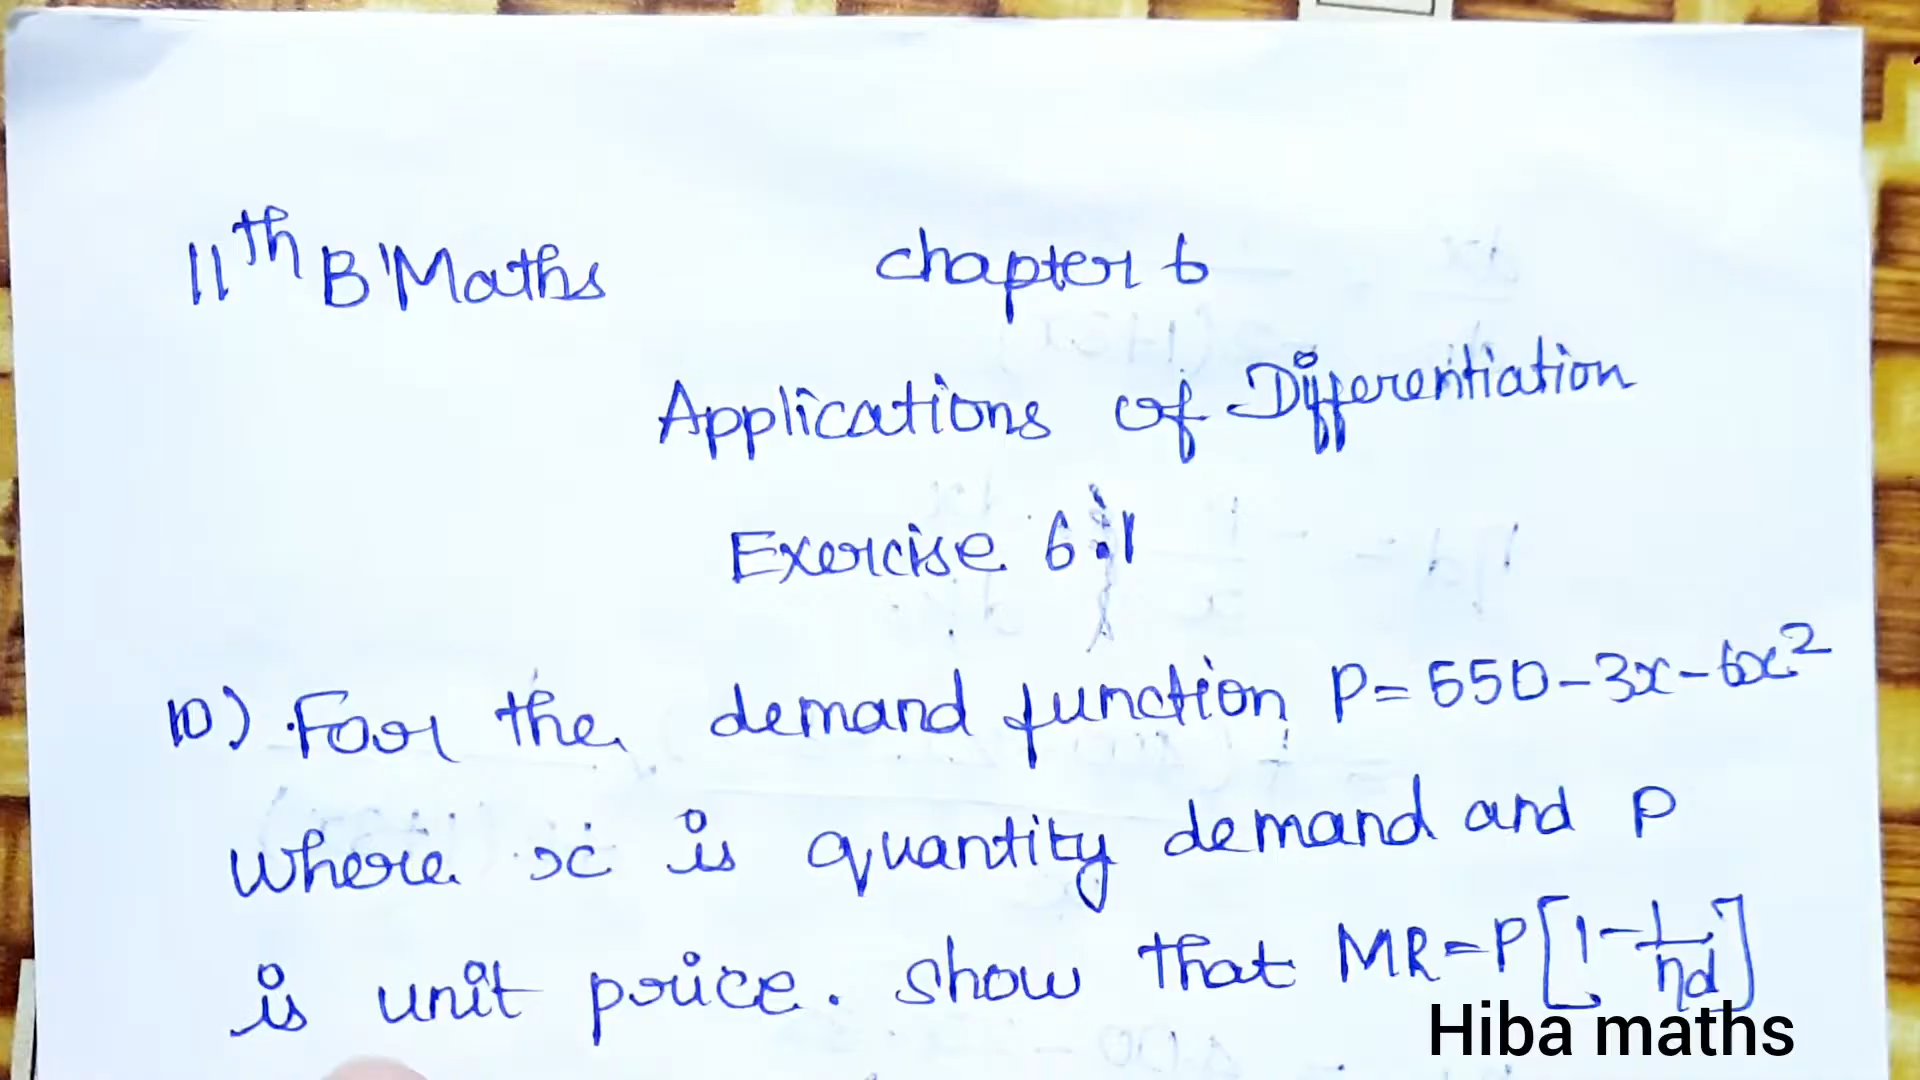 11th B'Maths chapter 6
Applications of Differentiation
Exercise 6.1
10) For the demand function P=550-3x-6x²
where x is quantity demand and P
is unit price. show that MR=P[1-1/ηd]
Hiba maths